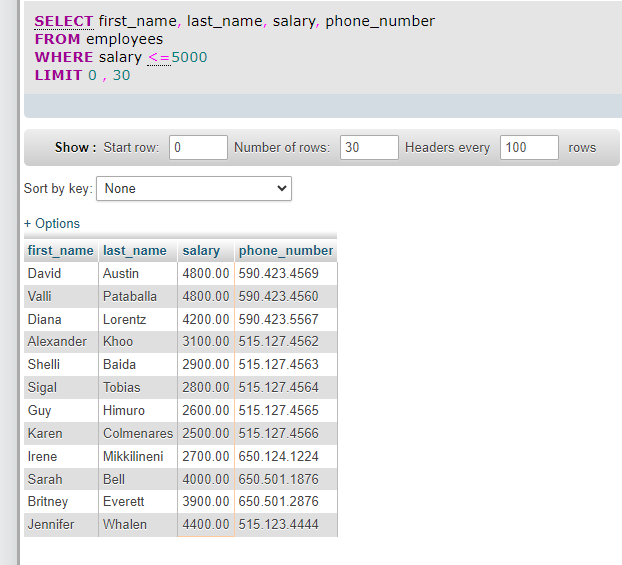 SELECT first_name, last_name, salary, phone_number
FROM employees
WHERE salary <=5000
LIMIT 0 , 30
Show : Start row: 0 Number of rows: 30 Headers every 100 rows
Sort by key: None
+ Options
first_name last_name salary phone_number
David Austin 4800.00 590.423.4569
Valli Pataballa 4800.00 590.423.4560
Diana Lorentz 4200.00 590.423.5567
Alexander Khoo 3100.00 515.127.4562
Shelli Baida 2900.00 515.127.4563
Sigal Tobias 2800.00 515.127.4564
Guy Himuro 2600.00 515.127.4565
Karen Colmenares 2500.00 515.127.4566
Irene Mikkilineni 2700.00 650.124.1224
Sarah Bell 4000.00 650.501.1876
Britney Everett 3900.00 650.501.2876
Jennifer Whalen 4400.00 515.123.4444